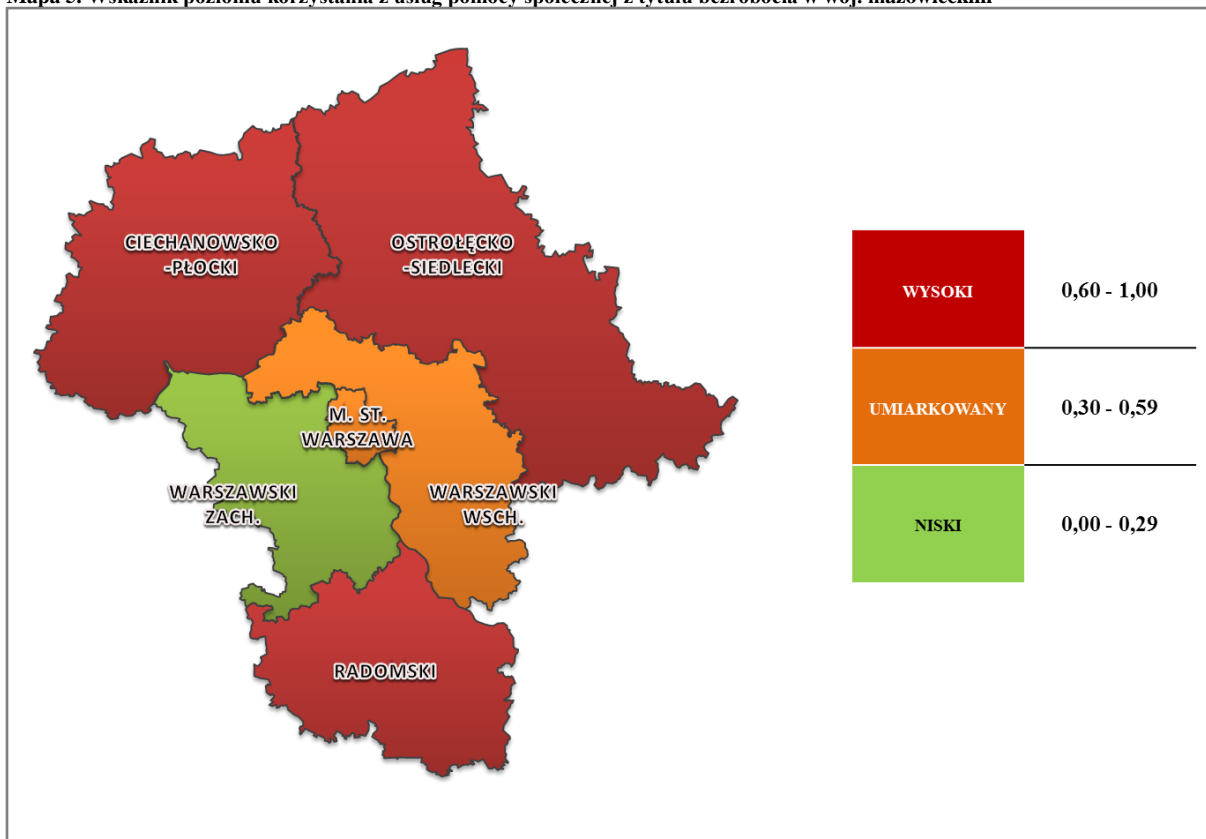 Mapa 5. Wskaźnik poziomu korzystania z usług pomocy społecznej z tytułu bezrobocia w woj. mazowieckim
CIECHANOWSKO
-PŁOCKI
OSTROŁĘCKO
-SIEDLECKI
M. ST.
WARSZAWA
WARSZAWSKI
ZACH.
WARSZAWSKI
WSCH.
RADOMSKI
WYSOKI 0,60 - 1,00
UMIARKOWANY 0,30 - 0,59
NISKI 0,00 - 0,29